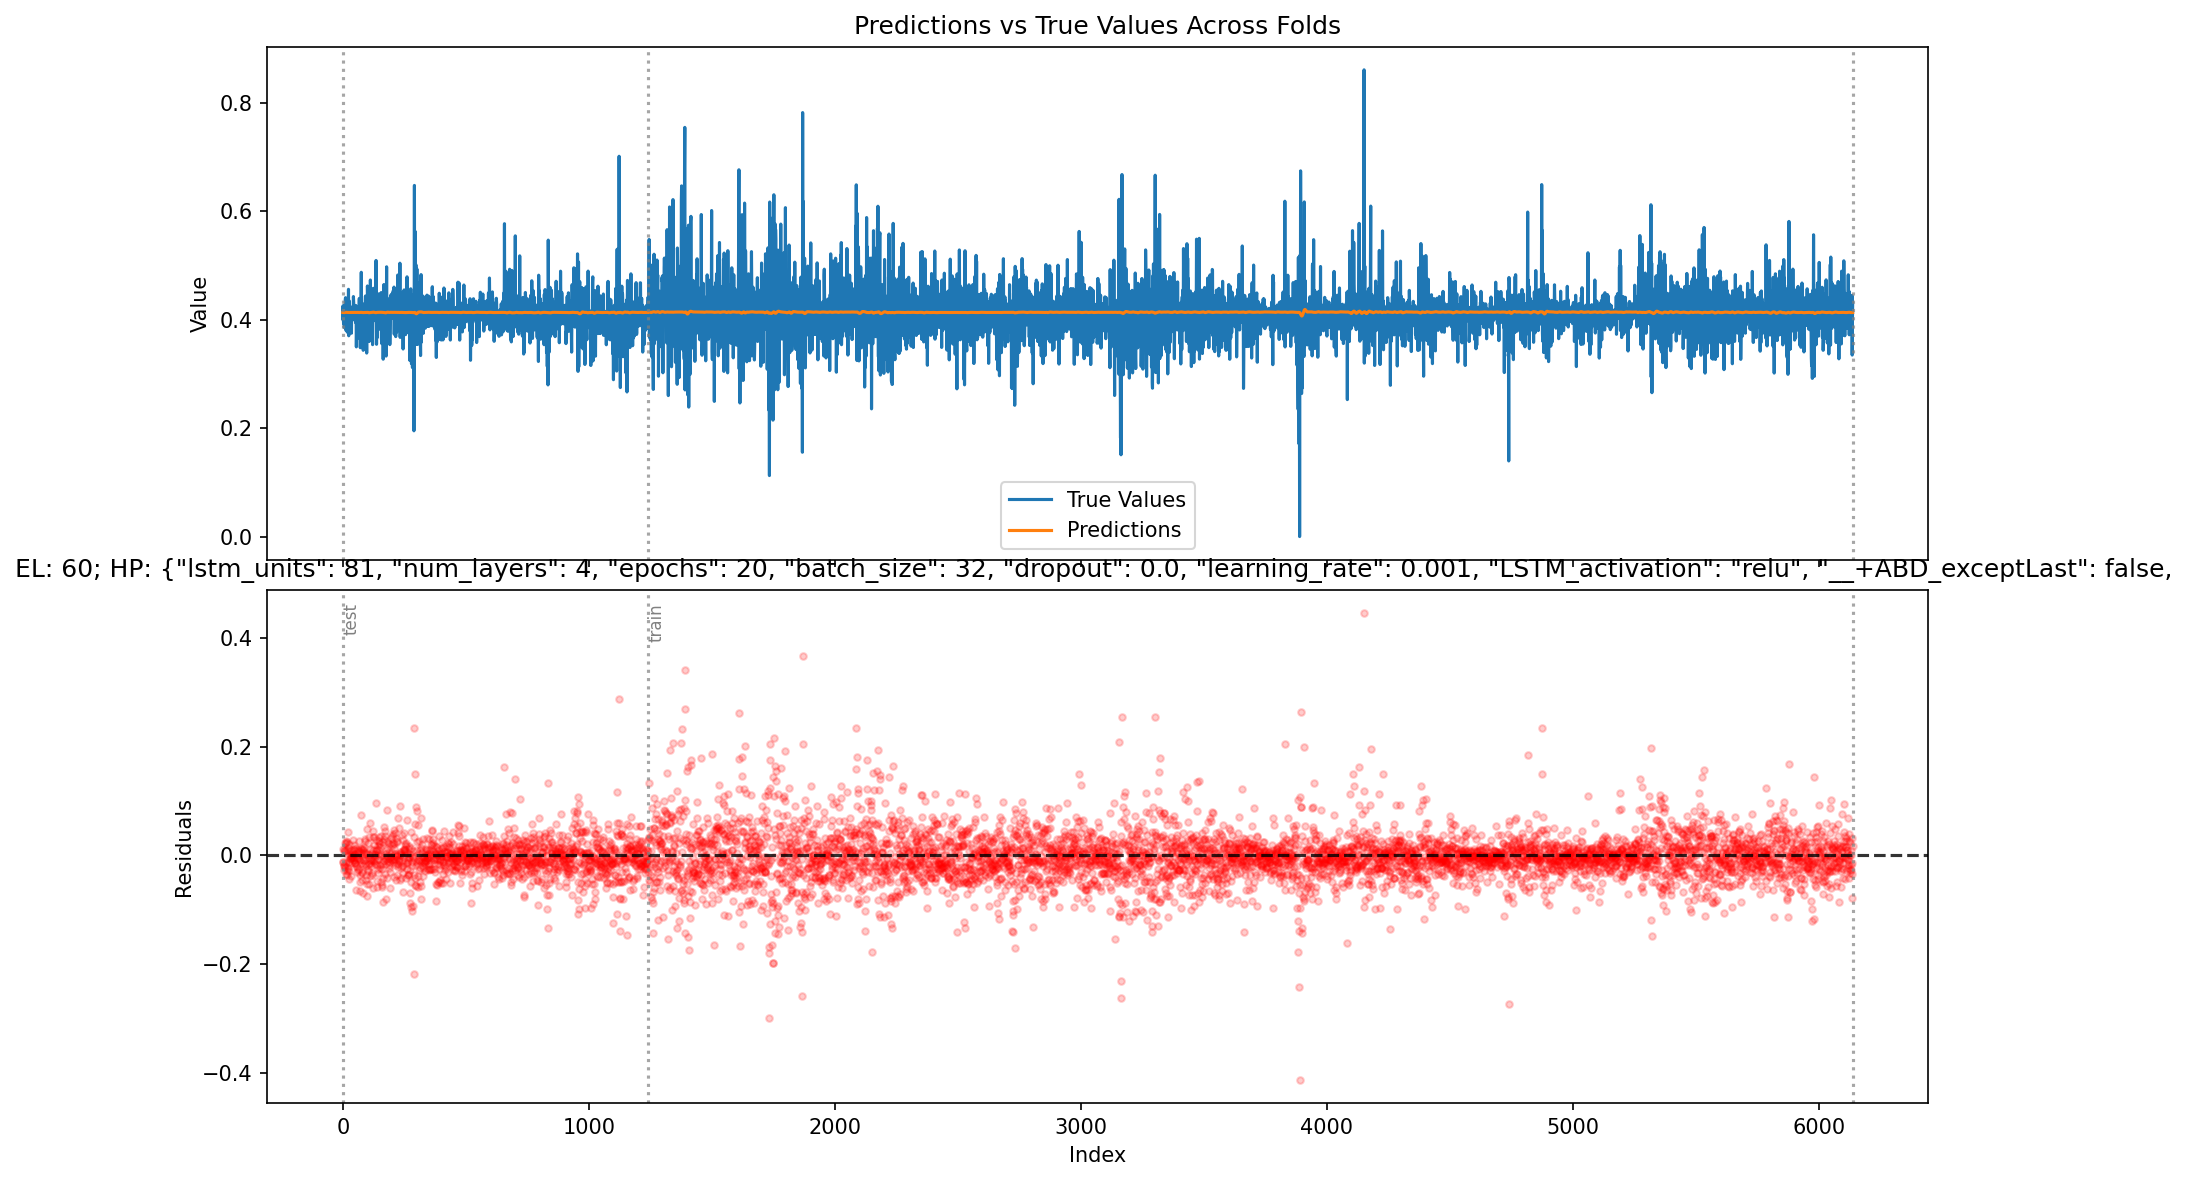 Predictions vs True Values Across Folds
Value
0.8
0.6
0.4
0.2
0.0
True Values
Predictions
EL: 60; HP: {"lstm_units": 81, "num_layers": 4, "epochs": 20, "batch_size": 32, "dropout": 0.0, "learning_rate": 0.001, "LSTM_activation": "relu", "__+ABD_exceptLast": false,
test
train
Residuals
0.4
0.2
0.0
−0.2
−0.4
0
1000
2000
3000
4000
5000
6000
Index